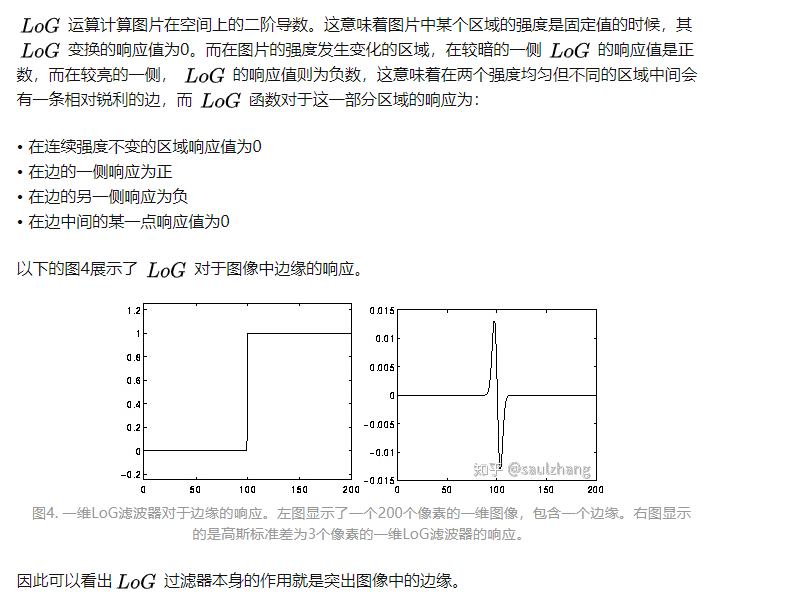 LoG 运算计算图片在空间上的二阶导数。这意味着图片中某个区域的强度是固定值的时候，其
LoG 变换的响应值为0。而在图片的强度发生变化的区域，在较暗的一侧 LoG 的响应值是正
数，而在较亮的一侧， LoG 的响应值则为负数，这意味着在两个强度均匀但不同的区域中间会
有一条相对锐利的边，而 LoG 函数对于这一部分区域的响应为：
• 在连续强度不变的区域响应值为0
• 在边的一侧响应为正
• 在边的另一侧响应为负
• 在边中间的某一点响应值为0
以下的图4展示了 LoG 对于图像中边缘的响应。
1.2
1
0.8
0.6
0.4
0.2
0
-0.2
0 50 100 150 200
0.015
0.01
0.005
0
-0.005
-0.01
-0.015
0 50 100 150 200
知乎 @saulzhang
图4. 一维LoG滤波器对于边缘的响应。左图显示了一个200个像素的一维图像，包含一个边缘。右图显示
的是高斯标准差为3个像素的一维LoG滤波器的响应。
因此可以看出 LoG 过滤器本身的作用就是突出图像中的边缘。